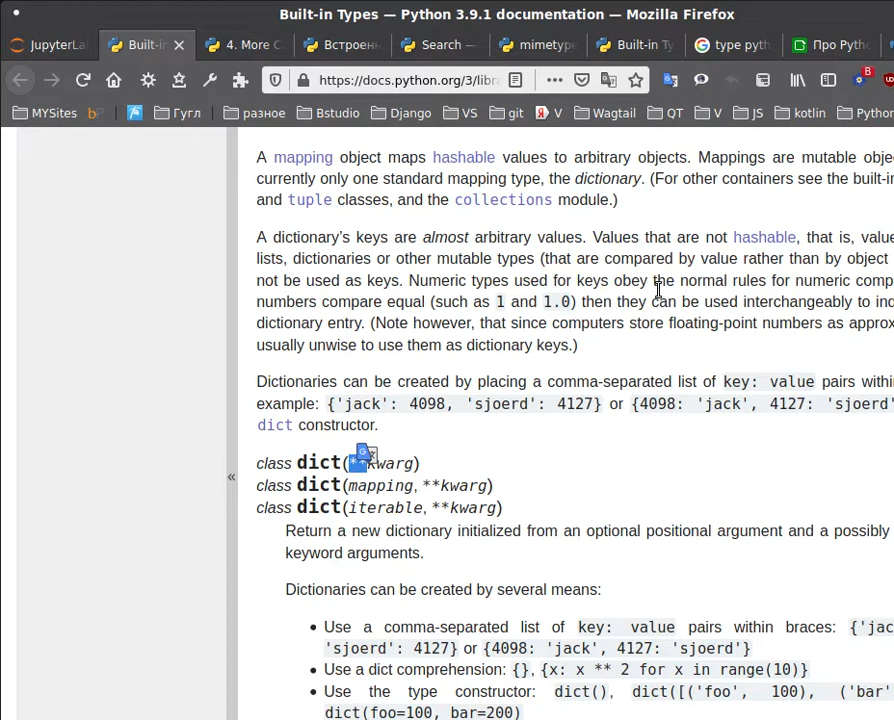 Built-in Types — Python 3.9.1 documentation — Mozilla Firefox
JupyterLa Built-i 4. More C Встроен Search — mimetype Built-in Ty type pyth Про Pytho
https://docs.python.org/3/libr
MYSites Гугл разное Bstudio Django VS git V Wagtail QT V JS kotlin Python
A mapping object maps hashable values to arbitrary objects. Mappings are mutable obje
currently only one standard mapping type, the dictionary. (For other containers see the built-in
and tuple classes, and the collections module.)
A dictionary’s keys are almost arbitrary values. Values that are not hashable, that is, value
lists, dictionaries or other mutable types (that are compared by value rather than by object
not be used as keys. Numeric types used for keys obey the normal rules for numeric comp
numbers compare equal (such as 1 and 1.0) then they can be used interchangeably to ind
dictionary entry. (Note however, that since computers store floating-point numbers as approx
usually unwise to use them as dictionary keys.)
Dictionaries can be created by placing a comma-separated list of key: value pairs within
example: {'jack': 4098, 'sjoerd': 4127} or {4098: 'jack', 4127: 'sjoerd'
dict constructor.
class dict(**kwarg)
class dict(mapping, **kwarg)
class dict(iterable, **kwarg)
Return a new dictionary initialized from an optional positional argument and a possibly
keyword arguments.
Dictionaries can be created by several means:
• Use a comma-separated list of key: value pairs within braces: {'jac
'sjoerd': 4127} or {4098: 'jack', 4127: 'sjoerd'}
• Use a dict comprehension: {}, {x: x ** 2 for x in range(10)}
• Use the type constructor: dict(), dict([('foo', 100), ('bar'
dict(foo=100, bar=200)